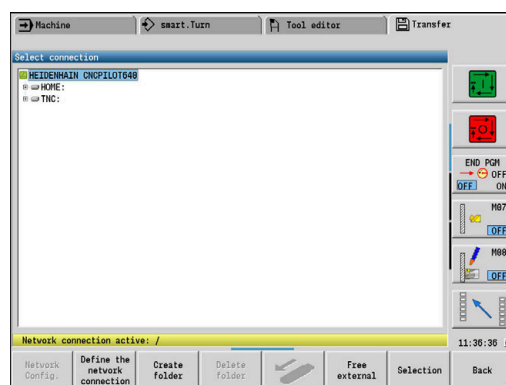 Machine
smart.Turn
Tool editor
Transfer
Select connection
HEIDENHAIN CNCPILOT640
HOME:
TNC:
END PGM
OFF
OFF ON
M07
OFF
M08
OFF
Network connection active: /
11:36:36
Network Config.
Define the network connection
Create folder
Delete folder
Free external
Selection
Back